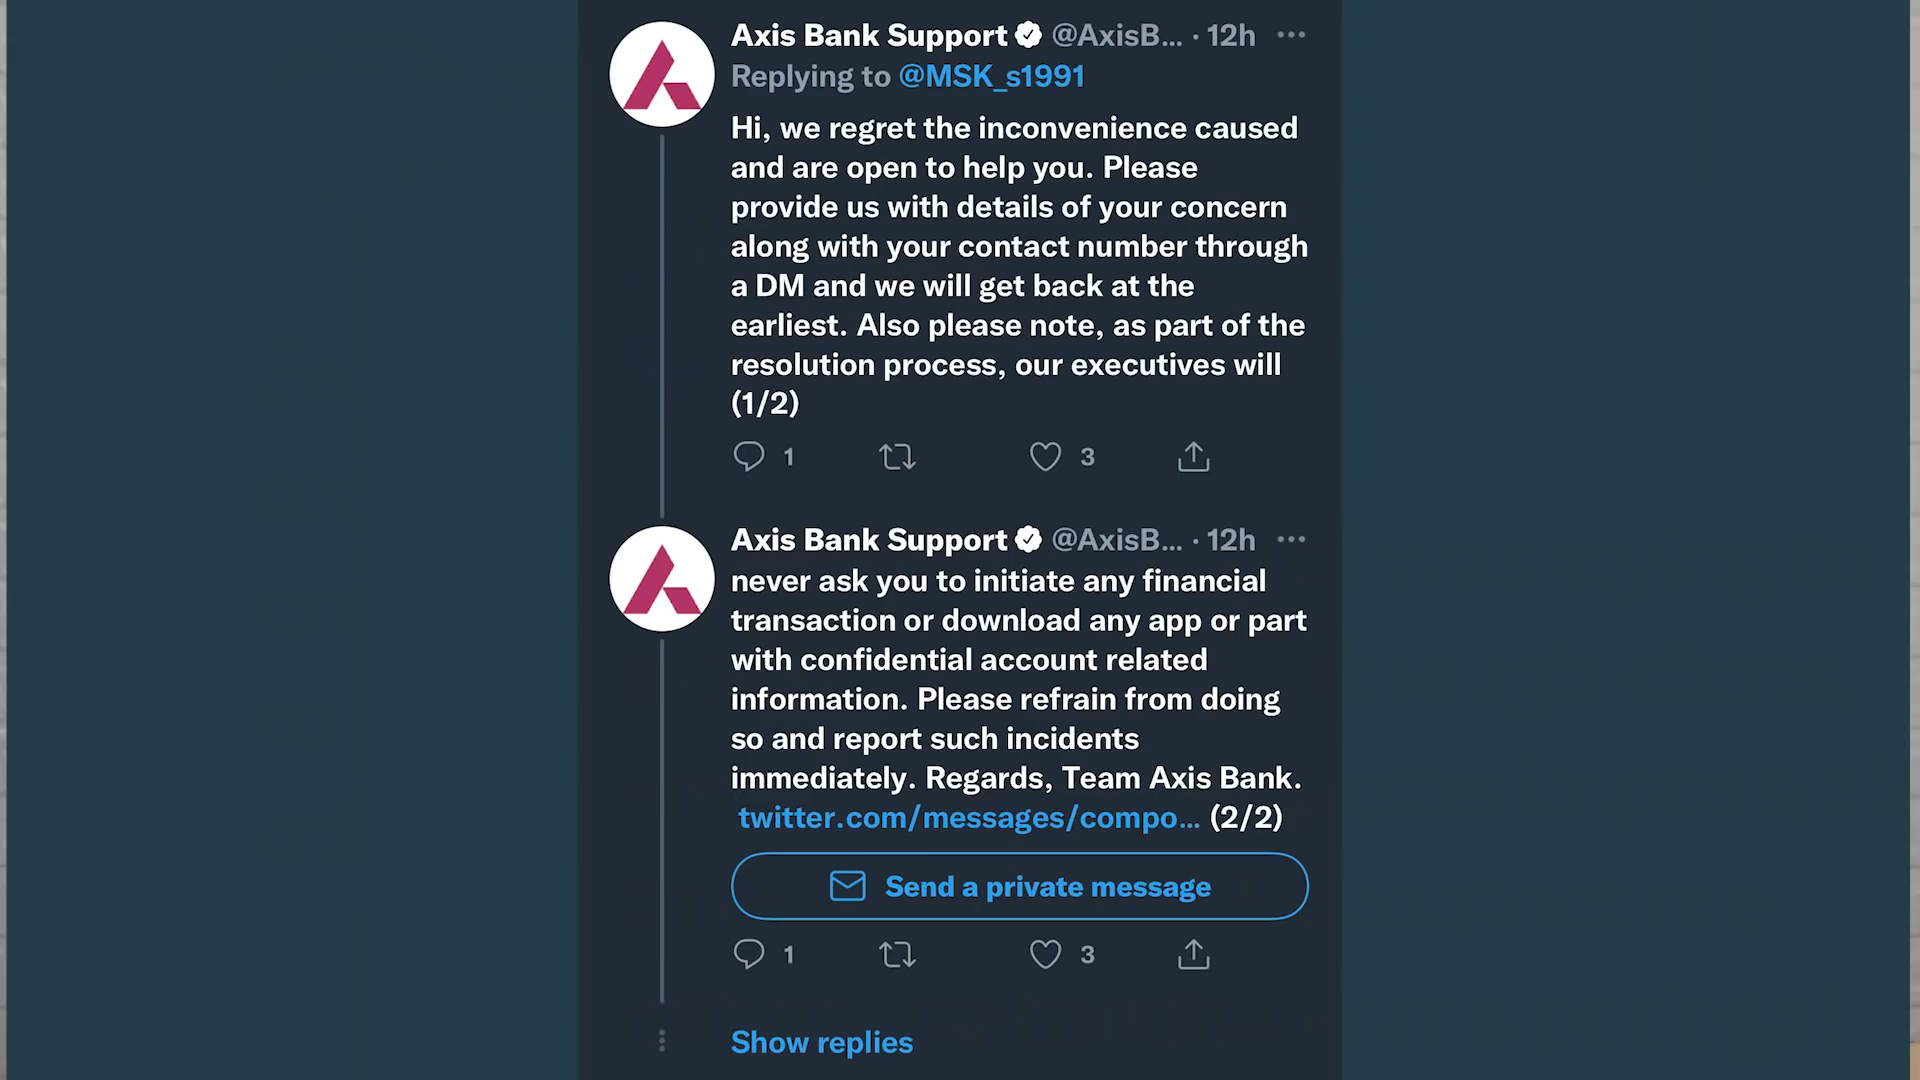 Axis Bank Support @AxisB... · 12h
Replying to @MSK_s1991
Hi, we regret the inconvenience caused
and are open to help you. Please
provide us with details of your concern
along with your contact number through
a DM and we will get back at the
earliest. Also please note, as part of the
resolution process, our executives will
(1/2)
1 3
Axis Bank Support @AxisB... · 12h
never ask you to initiate any financial
transaction or download any app or part
with confidential account related
information. Please refrain from doing
so and report such incidents
immediately. Regards, Team Axis Bank.
twitter.com/messages/compo... (2/2)
Send a private message
1 3
Show replies